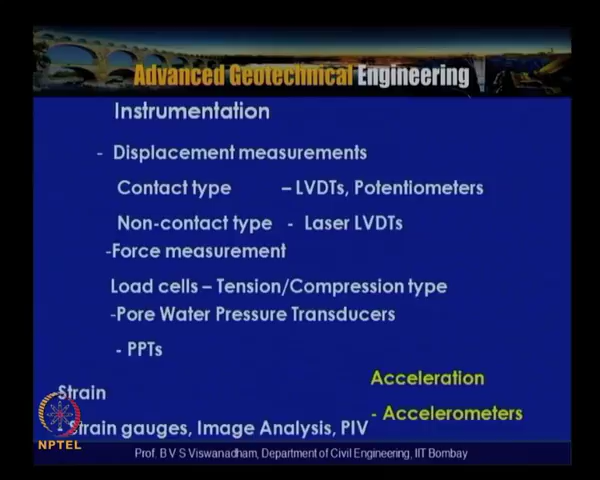 Advanced Geotechnical Engineering
Instrumentation
- Displacement measurements
Contact type – LVDTs, Potentiometers
Non-contact type - Laser LVDTs
-Force measurement
Load cells – Tension/Compression type
-Pore Water Pressure Transducers
- PPTs
Strain
Acceleration
- Accelerometers
Strain gauges, Image Analysis, PIV
NPTEL
Prof. B V S Viswanadham, Department of Civil Engineering, IIT Bombay